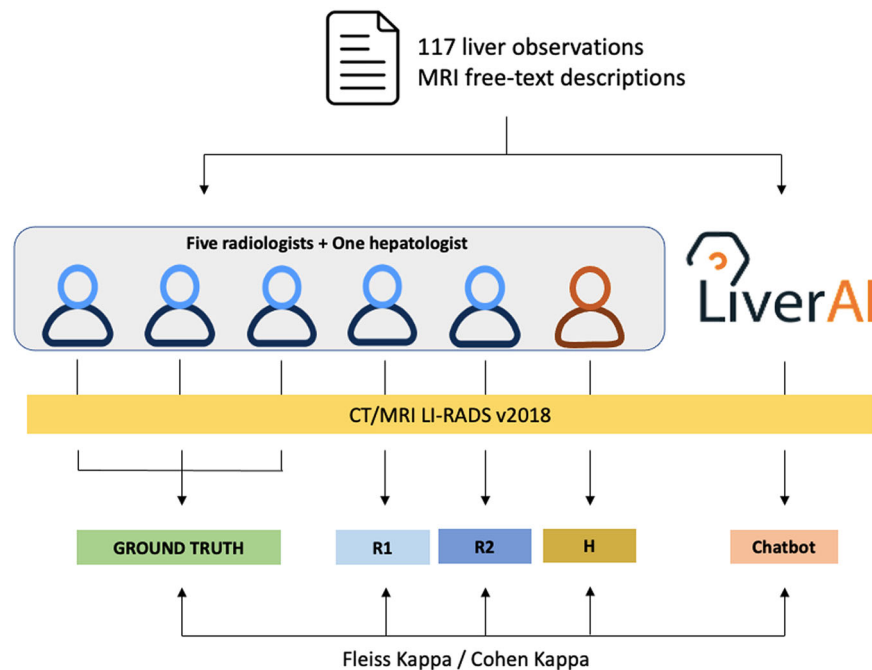 117 liver observations
MRI free-text descriptions
Five radiologists + One hepatologist
LiverAI
CT/MRI LI-RADS v2018
GROUND TRUTH
R1
R2
H
Chatbot
Fleiss Kappa / Cohen Kappa